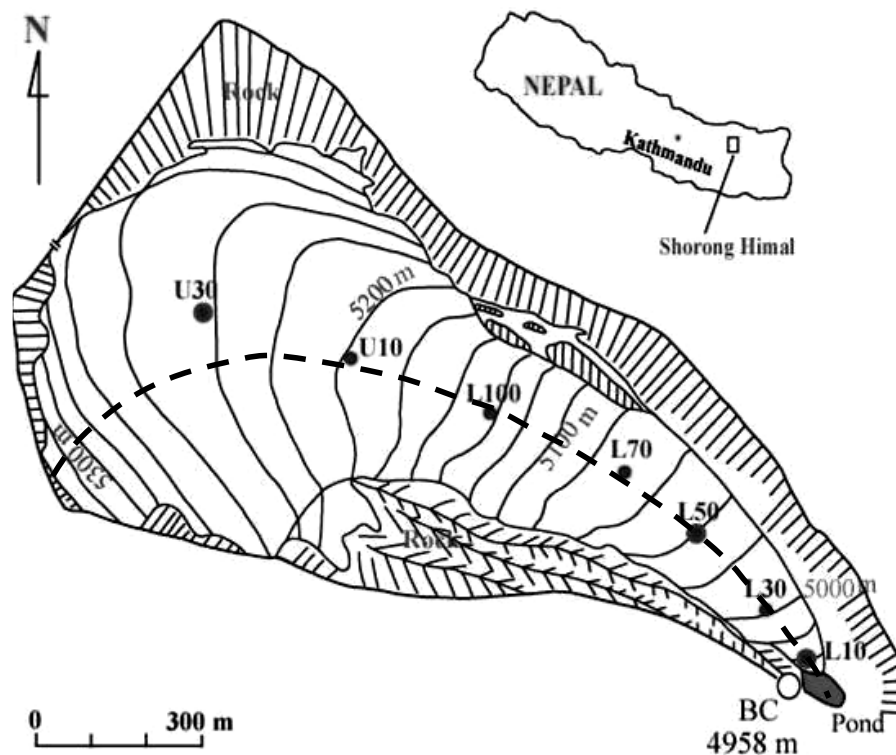 N
Rock
NEPAL
Kathmandu
Shorong Himal
U30
5200 m
U10
L100
5300 m
5100 m
L70
L50
Rock
L30
5000 m
L10
0 300 m
BC
4958 m
Pond